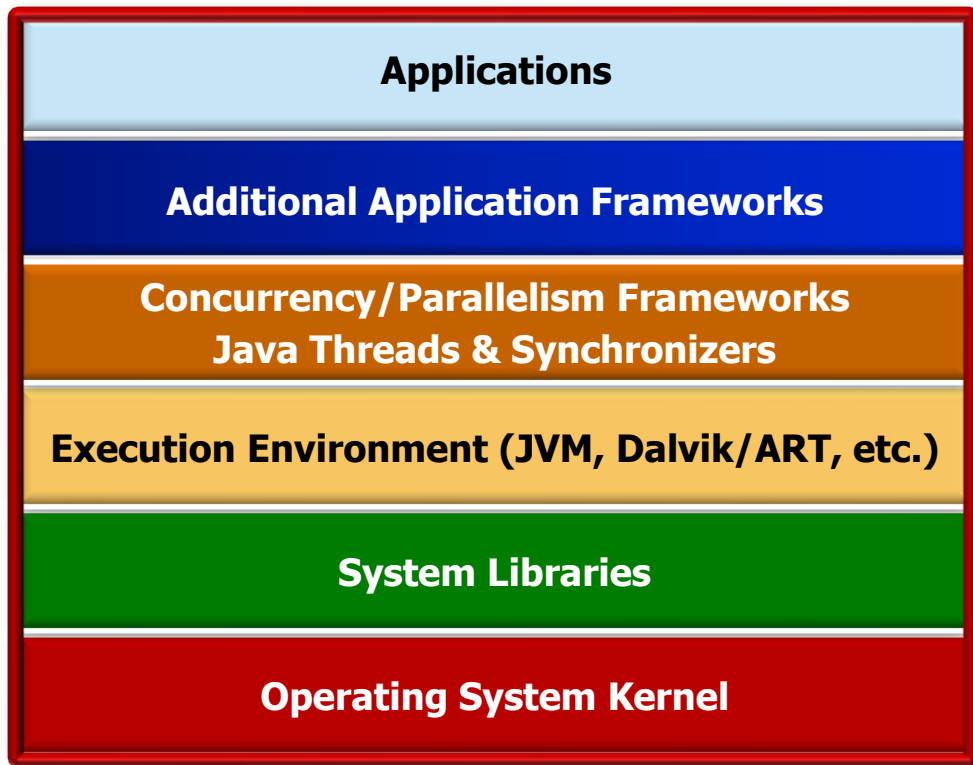 Applications
Additional Application Frameworks
Concurrency/Parallelism Frameworks
Java Threads & Synchronizers
Execution Environment (JVM, Dalvik/ART, etc.)
System Libraries
Operating System Kernel